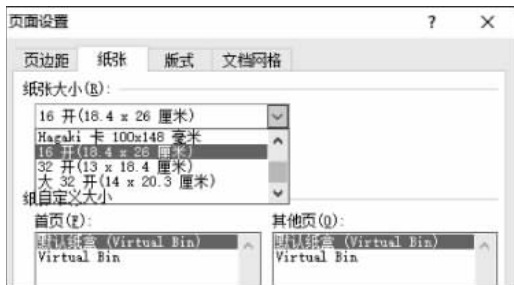 页面设置 ? ×
页边距 纸张 版式 文档网格
纸张大小(R):
16 开(18.4 x 26 厘米)
Hagaki 卡 100x148 毫米
16 开(18.4 x 26 厘米)
32 开(13 x 18.4 厘米)
大 32 开(14 x 20.3 厘米)
纸自定义大小
首页(F): 其他页(O):
默认纸盒 (Virtual Bin) 默认纸盒 (Virtual Bin)
Virtual Bin Virtual Bin